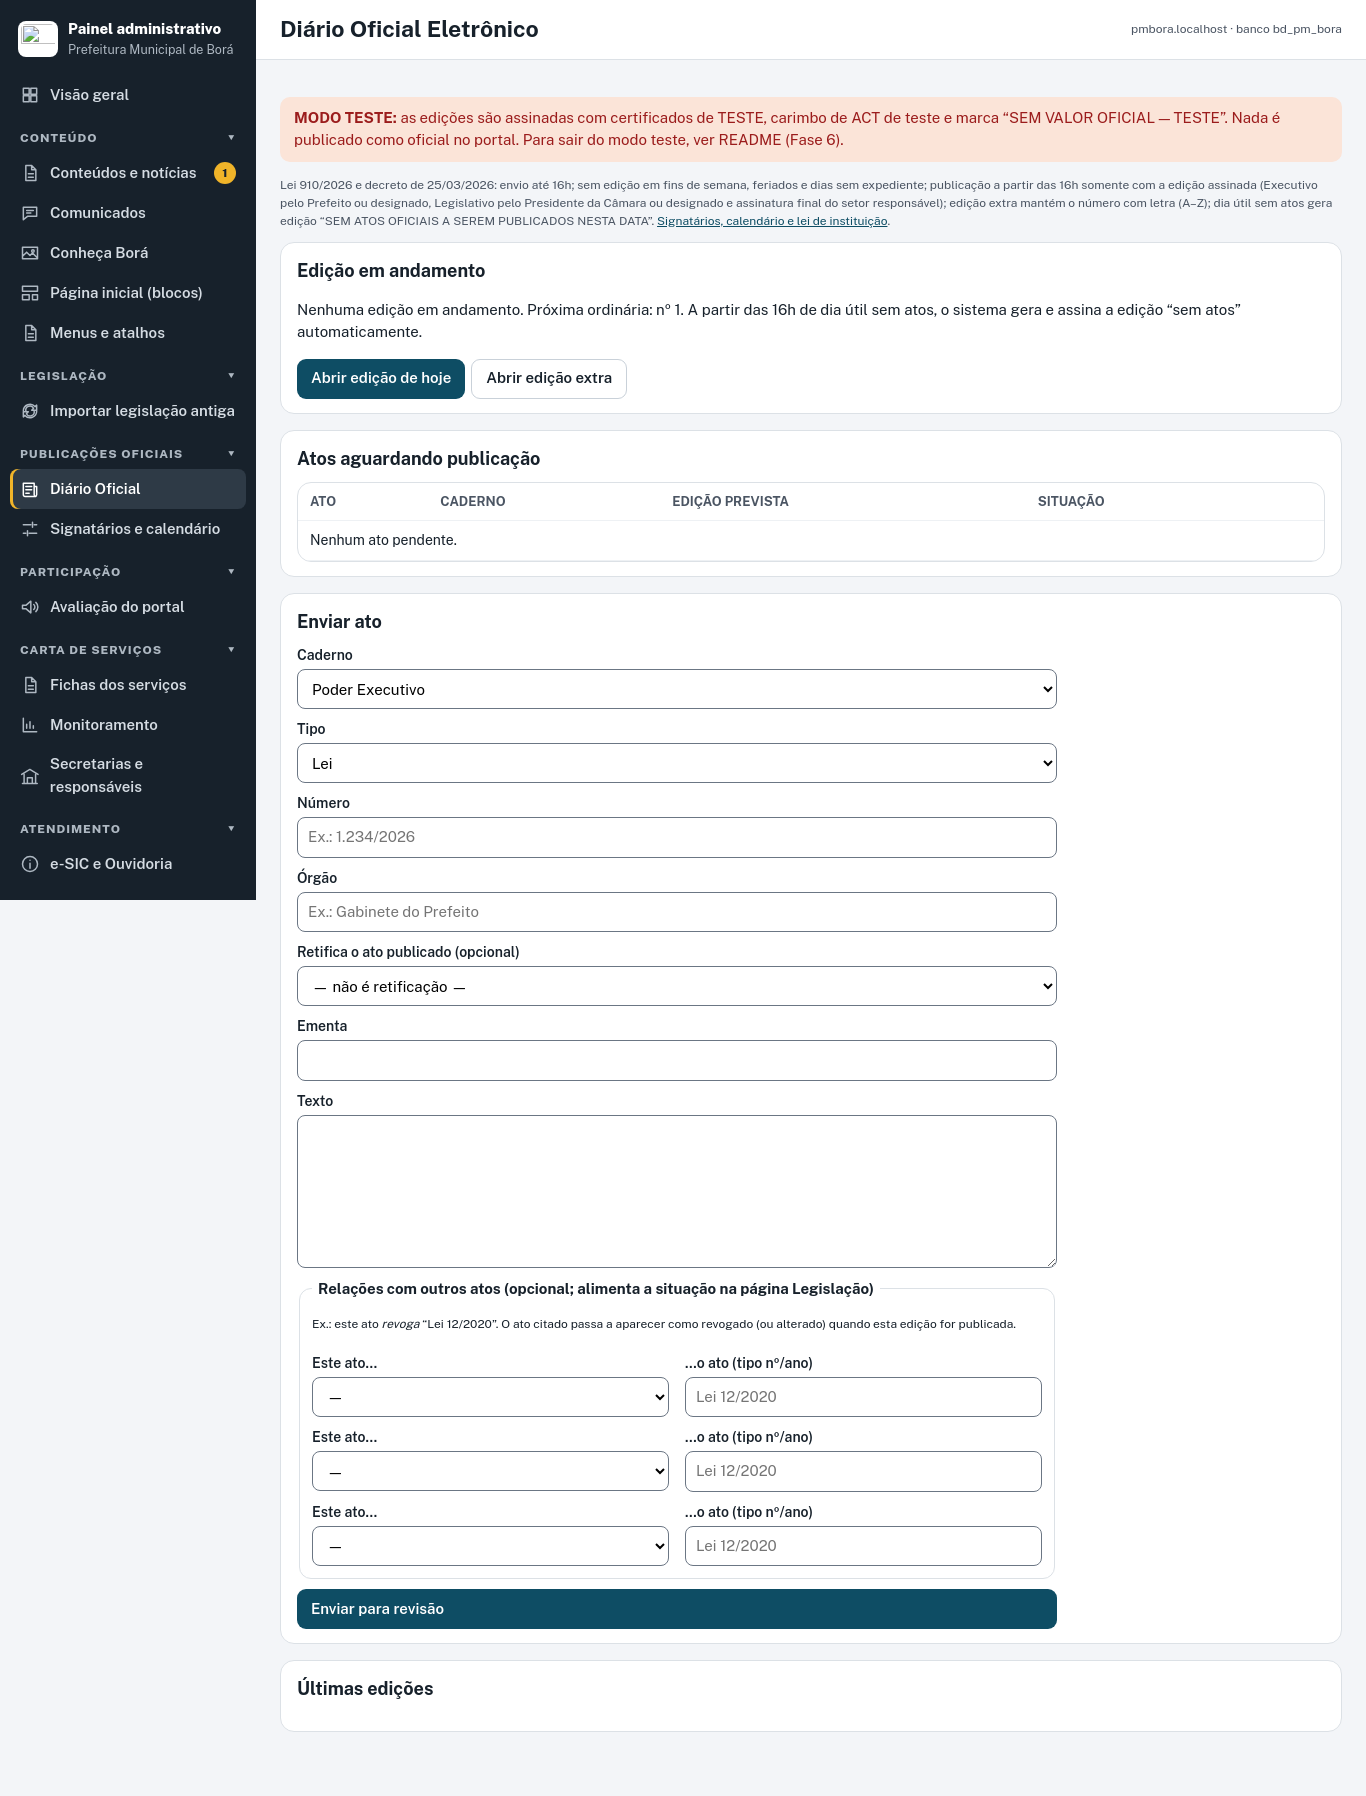 Painel administrativo
Prefeitura Municipal de Borá
Visão geral
CONTEÚDO
Conteúdos e notícias 1
Comunicados
Conheça Borá
Página inicial (blocos)
Menus e atalhos
LEGISLAÇÃO
Importar legislação antiga
PUBLICAÇÕES OFICIAIS
Diário Oficial
Signatários e calendário
PARTICIPAÇÃO
Avaliação do portal
CARTA DE SERVIÇOS
Fichas dos serviços
Monitoramento
Secretarias e
responsáveis
ATENDIMENTO
e-SIC e Ouvidoria
Diário Oficial Eletrônico
pmbora.localhost · banco bd_pm_bora
MODO TESTE: as edições são assinadas com certificados de TESTE, carimbo de ACT de teste e marca “SEM VALOR OFICIAL — TESTE”. Nada é
publicado como oficial no portal. Para sair do modo teste, ver README (Fase 6).
Lei 910/2026 e decreto de 25/03/2026: envio até 16h; sem edição em fins de semana, feriados e dias sem expediente; publicação a partir das 16h somente com a edição assinada (Executivo
pelo Prefeito ou designado, Legislativo pelo Presidente da Câmara ou designado e assinatura final do setor responsável); edição extra mantém o número com letra (A–Z); dia útil sem atos gera
edição “SEM ATOS OFICIAIS A SEREM PUBLICADOS NESTA DATA”. Signatários, calendário e lei de instituição.
Edição em andamento
Nenhuma edição em andamento. Próxima ordinária: nº 1. A partir das 16h de dia útil sem atos, o sistema gera e assina a edição “sem atos”
automaticamente.
Abrir edição de hoje
Abrir edição extra
Atos aguardando publicação
ATO CADERNO EDIÇÃO PREVISTA SITUAÇÃO
Nenhum ato pendente.
Enviar ato
Caderno
Poder Executivo
Tipo
Lei
Número
Ex.: 1.234/2026
Órgão
Ex.: Gabinete do Prefeito
Retifica o ato publicado (opcional)
— não é retificação —
Ementa
Texto
Relações com outros atos (opcional; alimenta a situação na página Legislação)
Ex.: este ato revoga “Lei 12/2020”. O ato citado passa a aparecer como revogado (ou alterado) quando esta edição for publicada.
Este ato... ...o ato (tipo nº/ano)
— Lei 12/2020
Este ato... ...o ato (tipo nº/ano)
— Lei 12/2020
Este ato... ...o ato (tipo nº/ano)
— Lei 12/2020
Enviar para revisão
Últimas edições